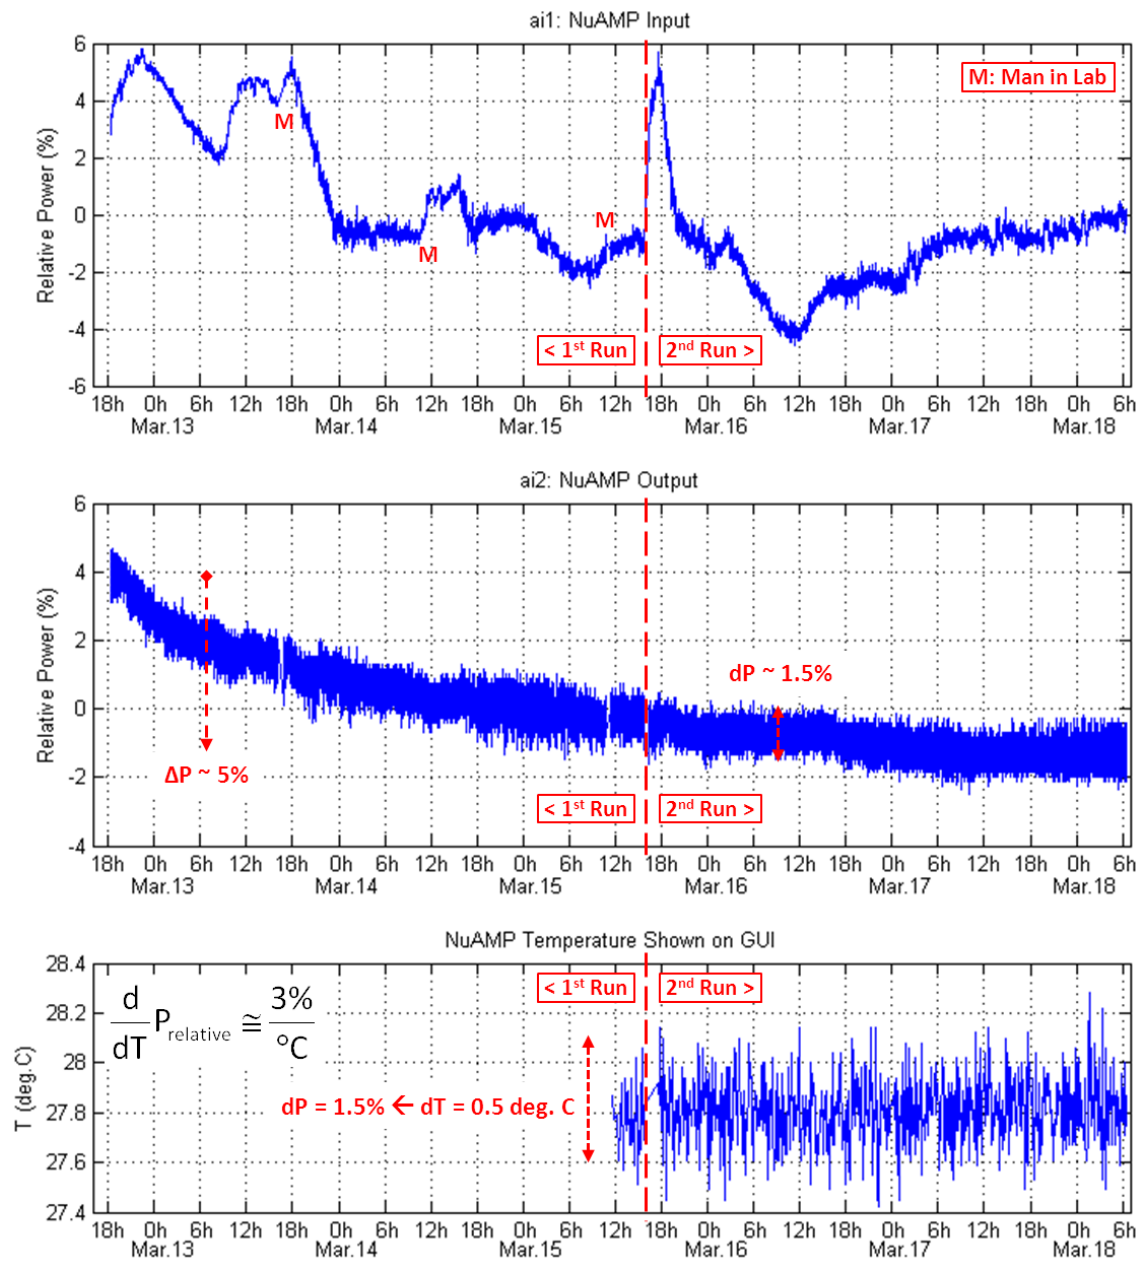 ai1: NuAMP Input
6
4
2
0
-2
-4
-6
Relative Power (%)
M: Man in Lab
M
M
M
< 1st Run
2nd Run >
18h 0h 6h 12h 18h 0h 6h 12h 18h 0h 6h 12h 18h 0h 6h 12h 18h 0h 6h 12h 18h 0h 6h
Mar.13 Mar.14 Mar.15 Mar.16 Mar.17 Mar.18
ai2: NuAMP Output
6
4
2
0
-2
-4
Relative Power (%)
dP ~ 1.5%
ΔP ~ 5%
< 1st Run
2nd Run >
18h 0h 6h 12h 18h 0h 6h 12h 18h 0h 6h 12h 18h 0h 6h 12h 18h 0h 6h 12h 18h 0h 6h
Mar.13 Mar.14 Mar.15 Mar.16 Mar.17 Mar.18
NuAMP Temperature Shown on GUI
28.4
28.2
28
27.8
27.6
27.4
T (deg.C)
< 1st Run
2nd Run >
d/dT Prelative ≅ 3%/°C
dP = 1.5% ← dT = 0.5 deg. C
18h 0h 6h 12h 18h 0h 6h 12h 18h 0h 6h 12h 18h 0h 6h 12h 18h 0h 6h 12h 18h 0h 6h
Mar.13 Mar.14 Mar.15 Mar.16 Mar.17 Mar.18